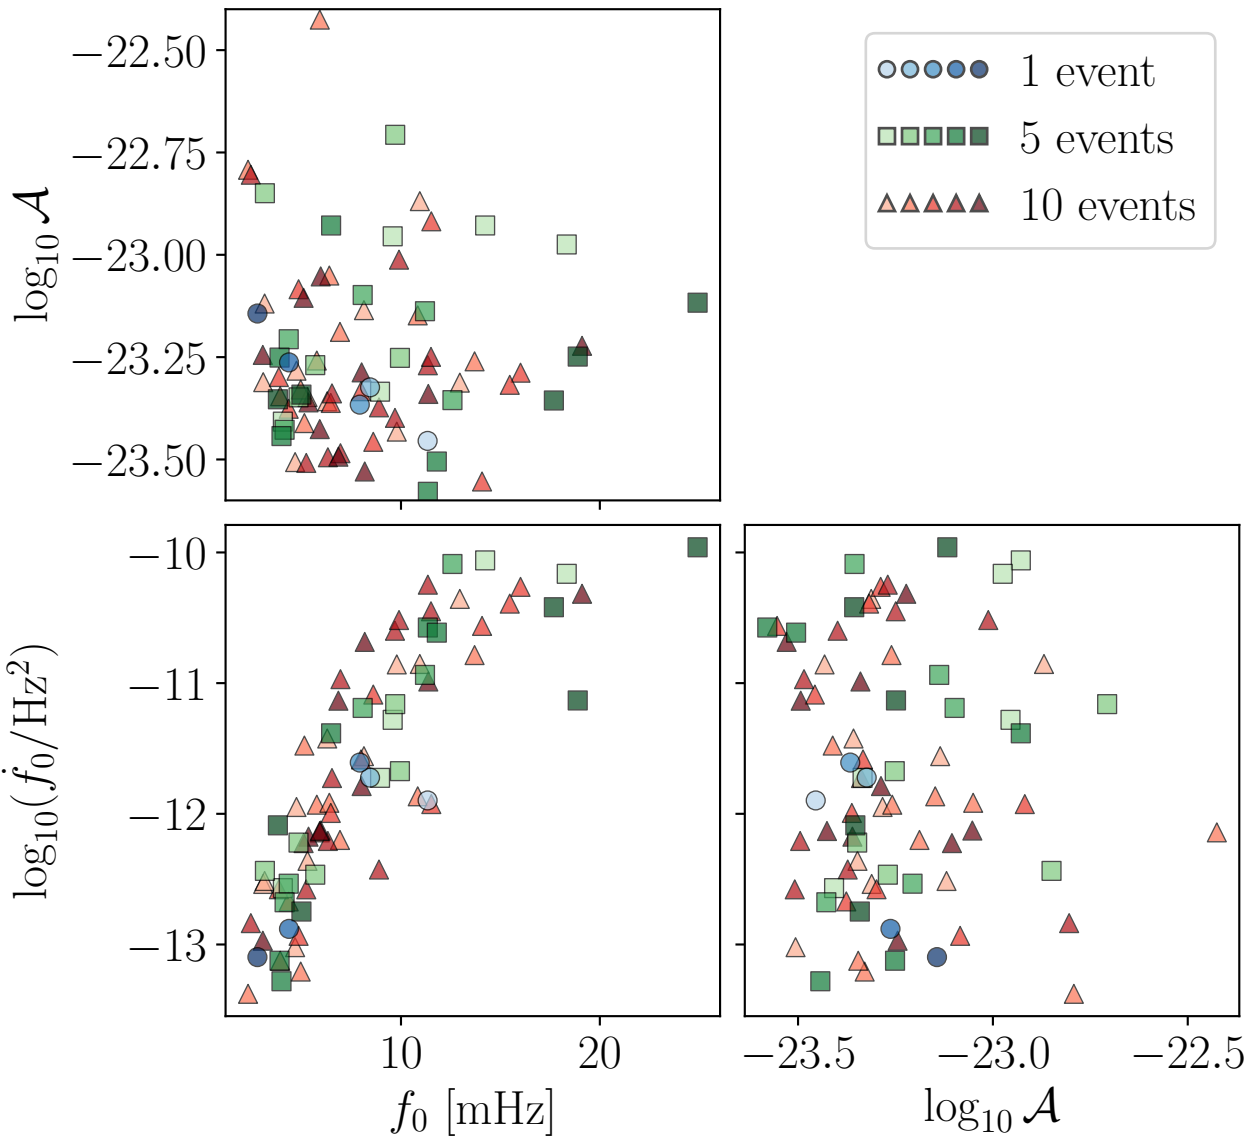 −22.50
−22.75
−23.00
−23.25
−23.50
log₁₀ 𝒜
1 event
5 events
10 events
−10
−11
−12
−13
log₁₀(ḟ₀/Hz²)
10
20
f₀ [mHz]
−23.5
−23.0
−22.5
log₁₀ 𝒜